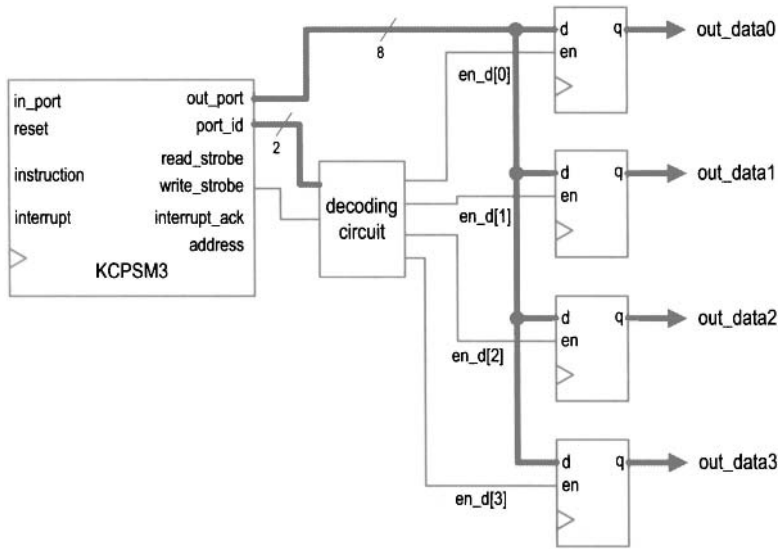 in_port
reset
instruction
interrupt
out_port
port_id
read_strobe
write_strobe
interrupt_ack
address
KCPSM3
8
2
decoding
circuit
en_d[0]
d
q
en
out_data0
en_d[1]
d
q
en
out_data1
en_d[2]
d
q
en
out_data2
en_d[3]
d
q
en
out_data3